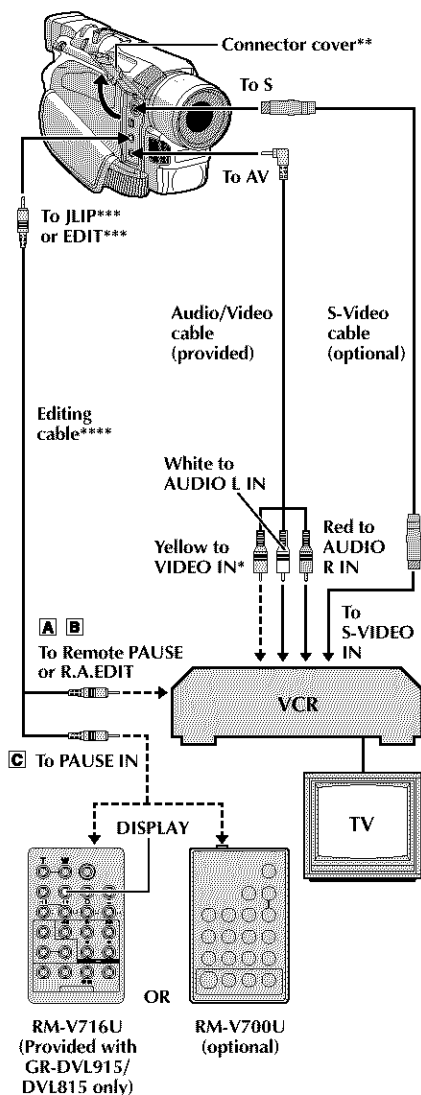 Connector cover**
To S
To AV
To JLIP***
or EDIT***
Audio/Video
cable
(provided)
S-Video
cable
(optional)
Editing
cable****
White to
AUDIO L IN
Yellow to
VIDEO IN*
Red to
AUDIO
R IN
To
S-VIDEO
IN
A B
To Remote PAUSE
or R.A.EDIT
VCR
C To PAUSE IN
TV
DISPLAY
T W
OR
RM-V716U
(Provided with
GR-DVL915/
DVL815 only)
RM-V700U
(optional)